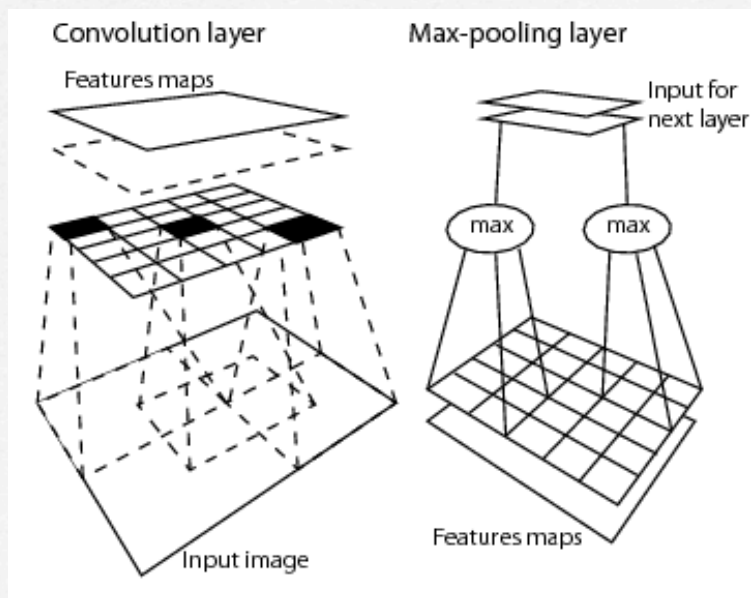 Convolution layer
Max-pooling layer
Features maps
Input for
next layer
max
max
Input image
Features maps